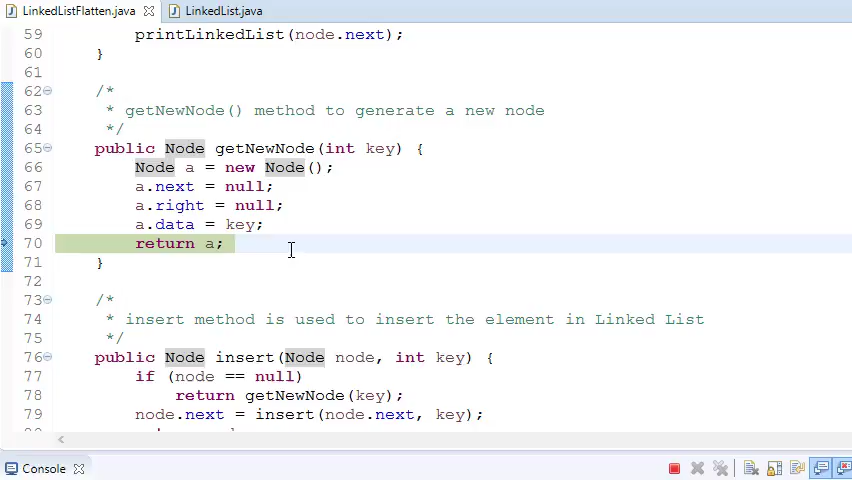 LinkedListFlatten.java LinkedList.java
59 printLinkedList(node.next);
60 }
61
62 /*
63 * getNewNode() method to generate a new node
64 */
65 public Node getNewNode(int key) {
66 Node a = new Node();
67 a.next = null;
68 a.right = null;
69 a.data = key;
70 return a;
71 }
72
73 /*
74 * insert method is used to insert the element in Linked List
75 */
76 public Node insert(Node node, int key) {
77 if (node == null)
78 return getNewNode(key);
79 node.next = insert(node.next, key);
Console